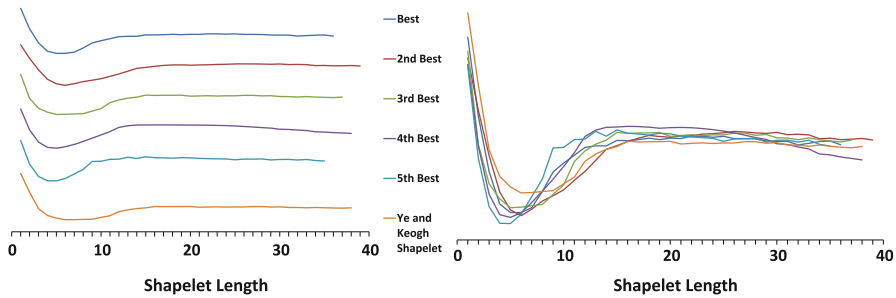 Best
2nd Best
3rd Best
4th Best
5th Best
Ye and
Keogh
Shapelet
0 10 20 30 40
Shapelet Length
0 10 20 30 40
Shapelet Length